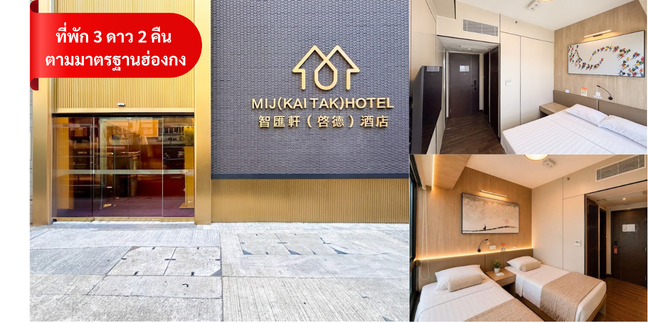 ที่พัก 3 ดาว 2 คืน
ตามมาตรฐานฮ่องกง
MIJ(KAI TAK)HOTEL
智匯軒（啓德）酒店